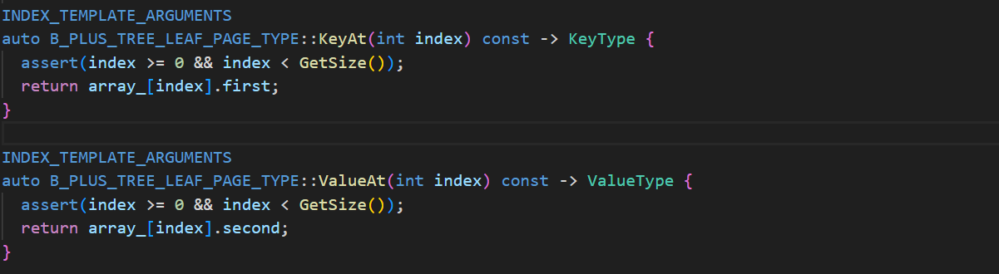 INDEX_TEMPLATE_ARGUMENTS
auto B_PLUS_TREE_LEAF_PAGE_TYPE::KeyAt(int index) const -> KeyType {
  assert(index >= 0 && index < GetSize());
  return array_[index].first;
}

INDEX_TEMPLATE_ARGUMENTS
auto B_PLUS_TREE_LEAF_PAGE_TYPE::ValueAt(int index) const -> ValueType {
  assert(index >= 0 && index < GetSize());
  return array_[index].second;
}